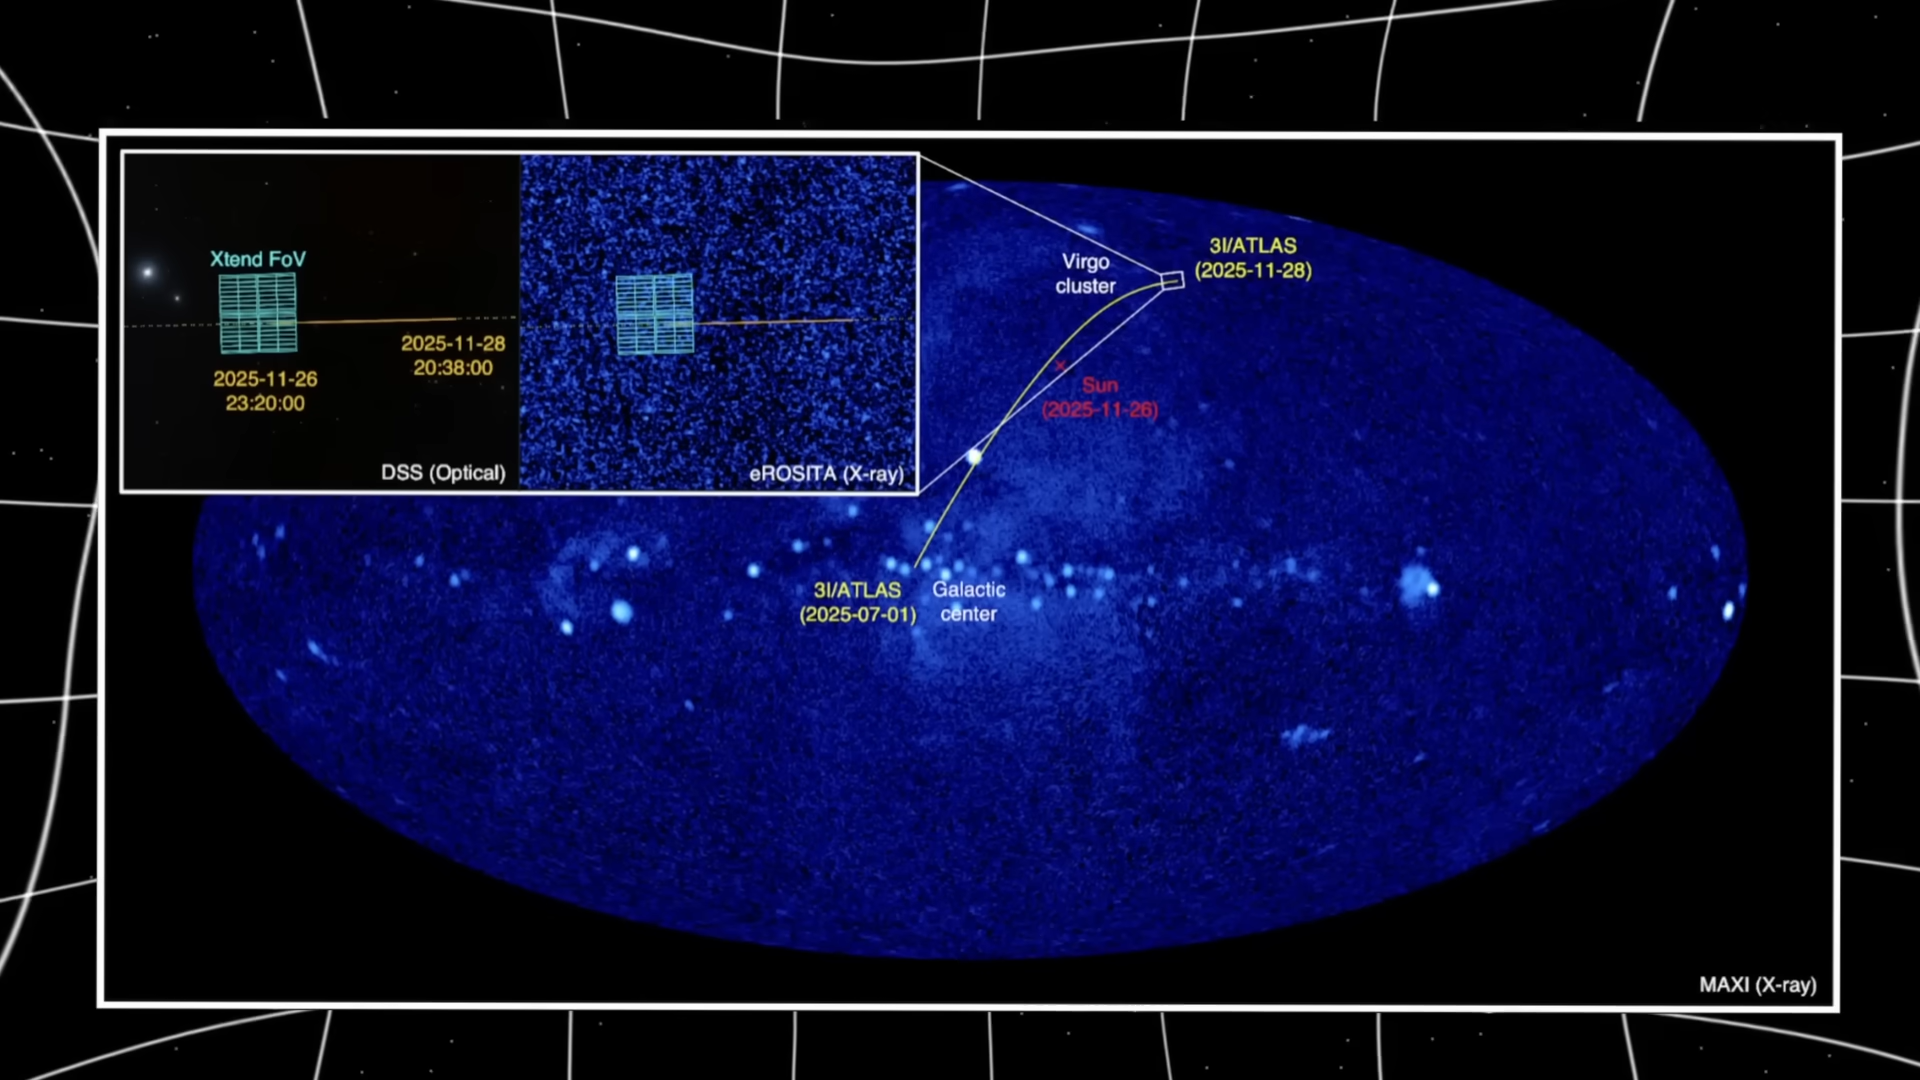 Xtend FoV
2025-11-26
23:20:00
2025-11-28
20:38:00
DSS (Optical)
eROSITA (X-ray)
Virgo
cluster
3I/ATLAS
(2025-11-28)
Sun
(2025-11-26)
3I/ATLAS
(2025-07-01)
Galactic
center
MAXI (X-ray)